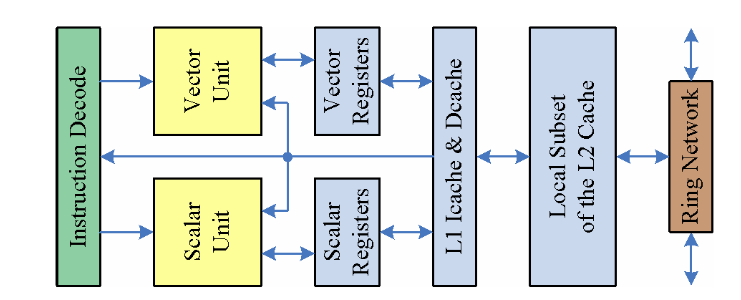 Instruction Decode
Vector
Unit
Scalar
Unit
Vector
Registers
Scalar
Registers
L1 Icache & Dcache
Local Subset
of the L2 Cache
Ring Network